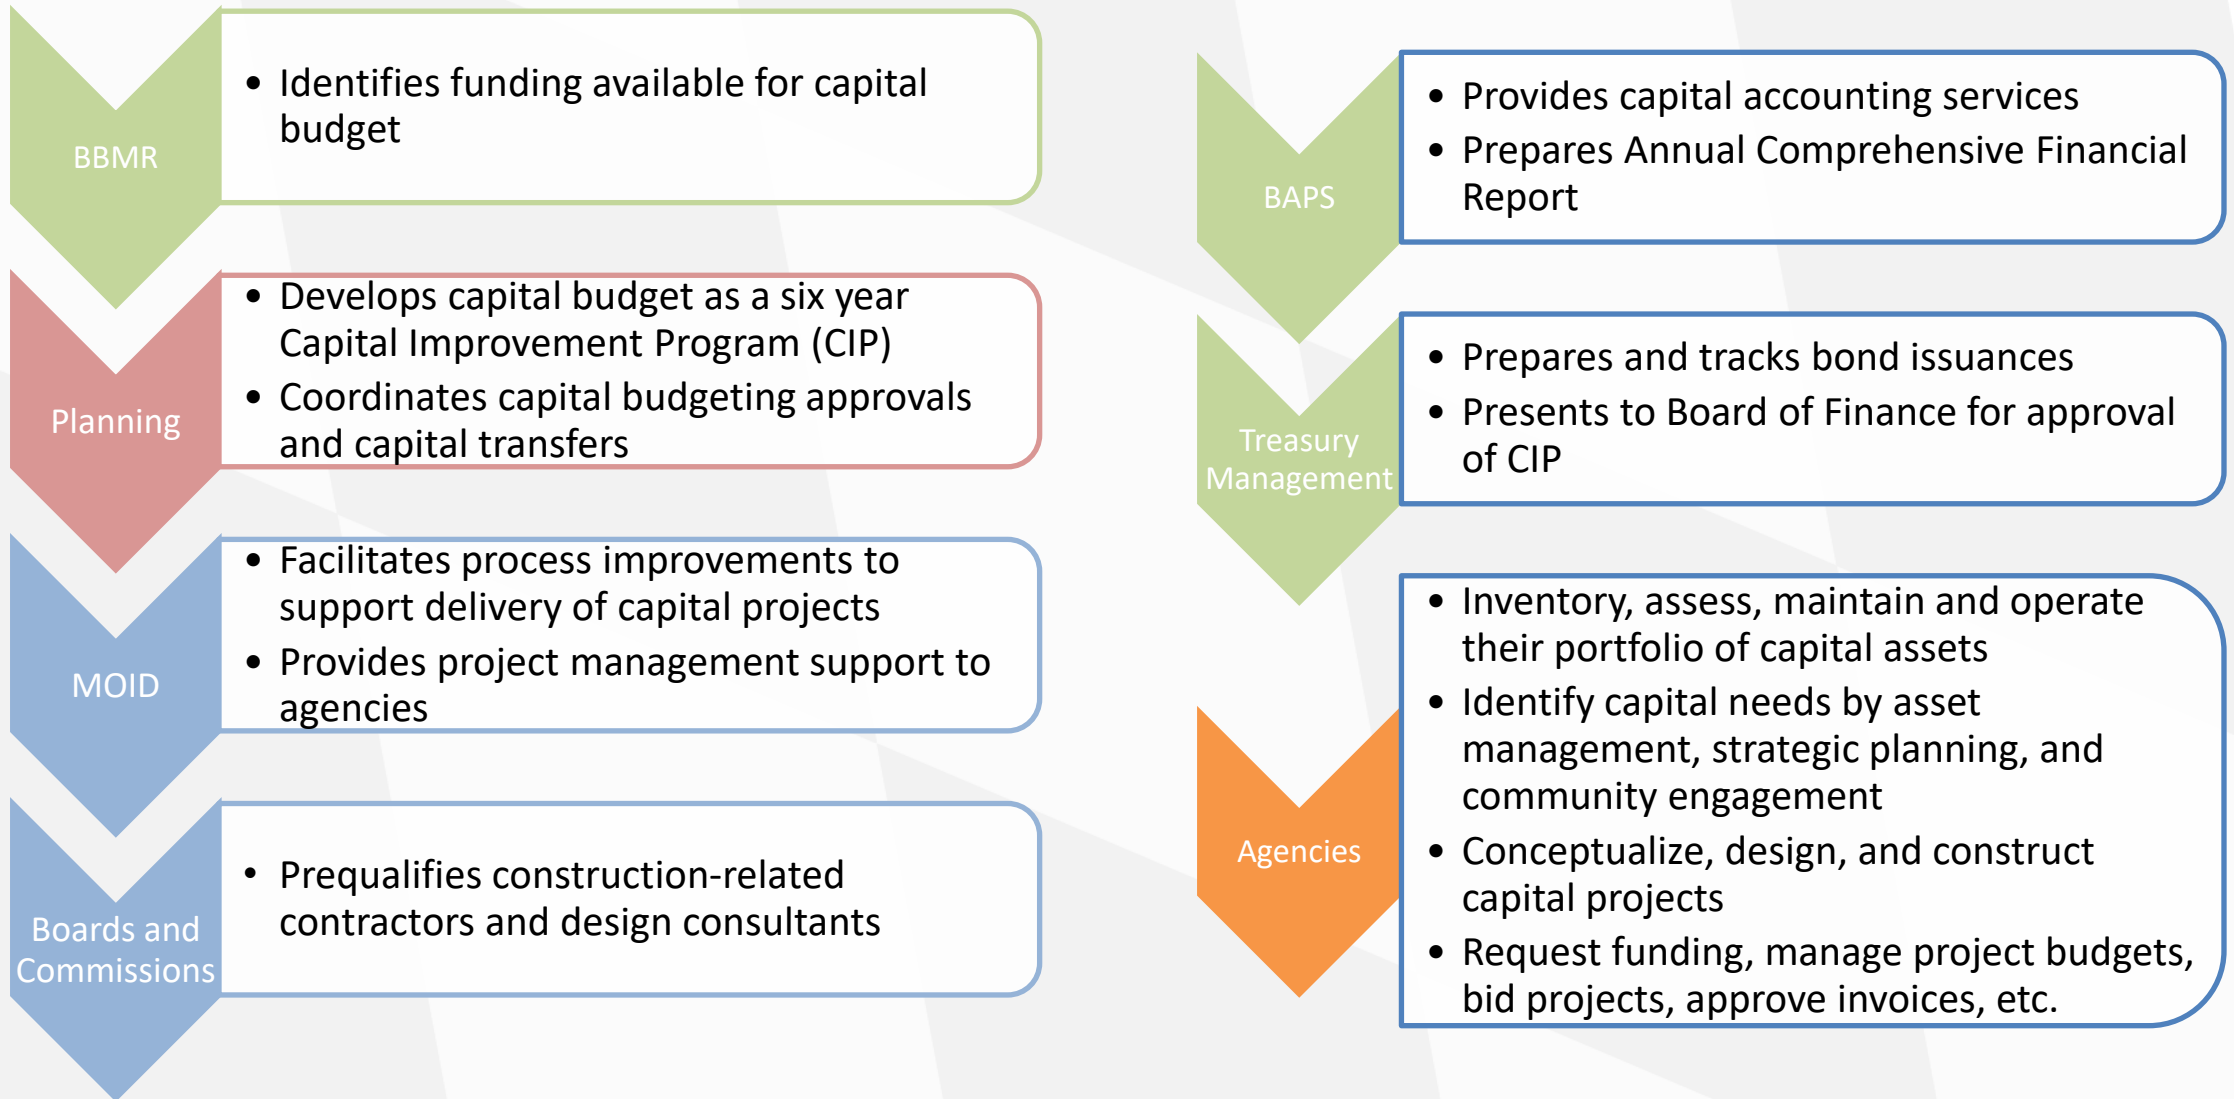 BBMR
• Identifies funding available for capital
budget
Planning
• Develops capital budget as a six year
Capital Improvement Program (CIP)
• Coordinates capital budgeting approvals
and capital transfers
MOID
• Facilitates process improvements to
support delivery of capital projects
• Provides project management support to
agencies
Boards and
Commissions
• Prequalifies construction-related
contractors and design consultants
BAPS
• Provides capital accounting services
• Prepares Annual Comprehensive Financial
Report
Treasury
Management
• Prepares and tracks bond issuances
• Presents to Board of Finance for approval
of CIP
Agencies
• Inventory, assess, maintain and operate
their portfolio of capital assets
• Identify capital needs by asset
management, strategic planning, and
community engagement
• Conceptualize, design, and construct
capital projects
• Request funding, manage project budgets,
bid projects, approve invoices, etc.